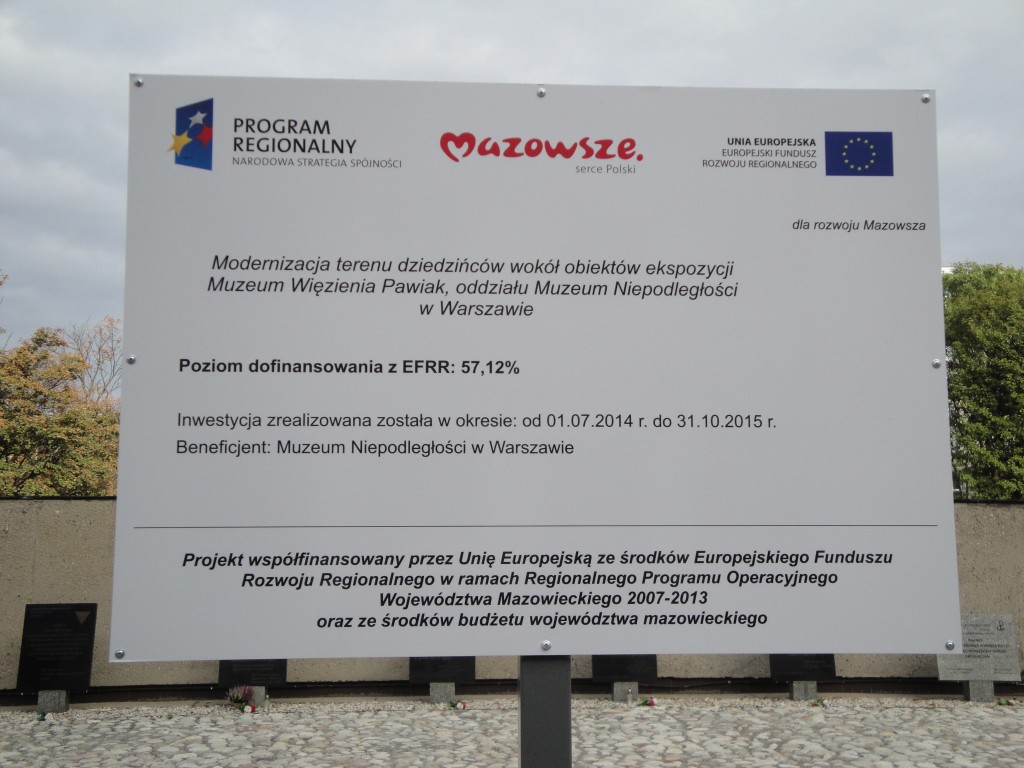 PROGRAM
REGIONALNY
NARODOWA STRATEGIA SPÓJNOŚCI
mazowsze.
serce Polski
UNIA EUROPEJSKA
EUROPEJSKI FUNDUSZ
ROZWOJU REGIONALNEGO
dla rozwoju Mazowsza
Modernizacja terenu dziedzińców wokół obiektów ekspozycji
Muzeum Więzienia Pawiak, oddziału Muzeum Niepodległości
w Warszawie
Poziom dofinansowania z EFRR: 57,12%
Inwestycja zrealizowana została w okresie: od 01.07.2014 r. do 31.10.2015 r.
Beneficjent: Muzeum Niepodległości w Warszawie
Projekt współfinansowany przez Unię Europejską ze środków Europejskiego Funduszu
Rozwoju Regionalnego w ramach Regionalnego Programu Operacyjnego
Województwa Mazowieckiego 2007-2013
oraz ze środków budżetu województwa mazowieckiego